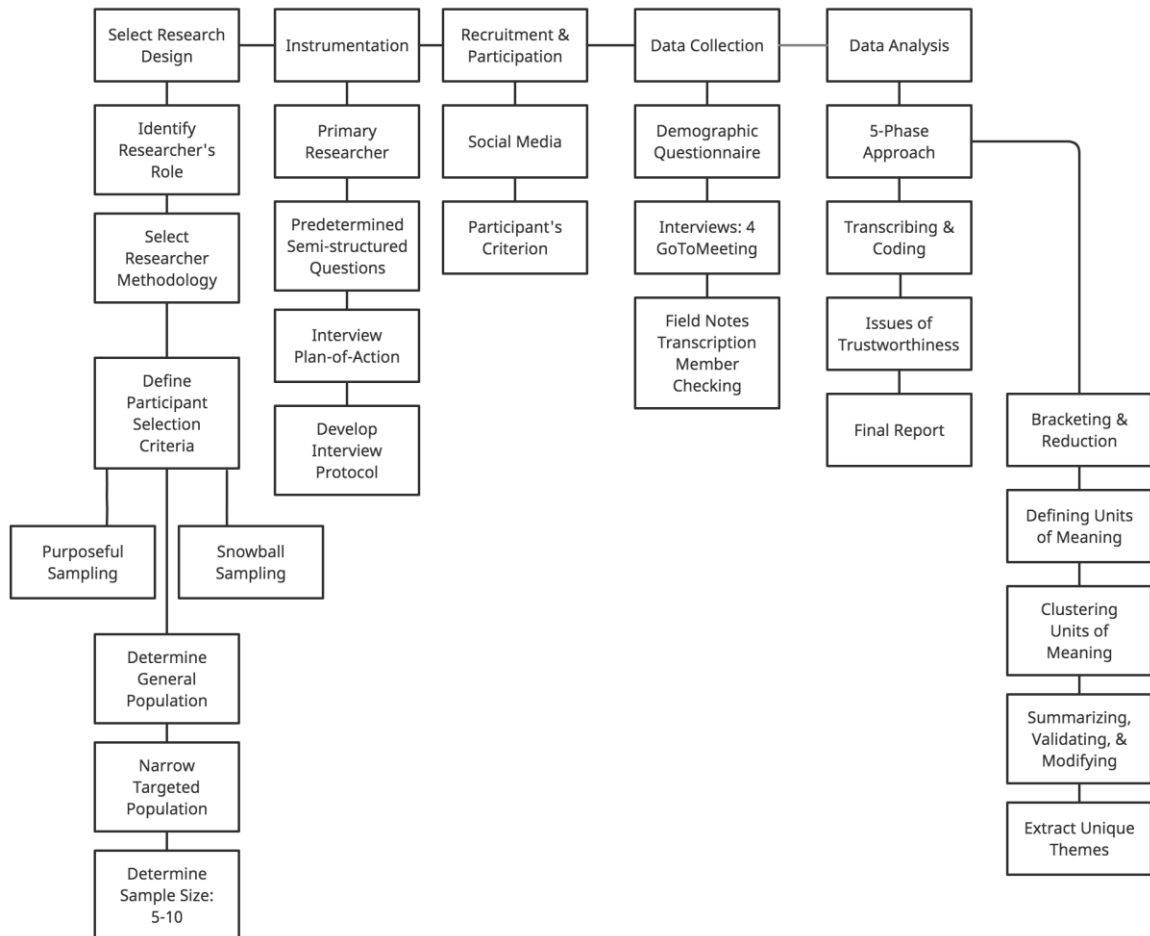 Select Research
Design
Instrumentation
Recruitment &
Participation
Data Collection
Data Analysis
Identify
Researcher's
Role
Select
Researcher
Methodology
Define
Participant
Selection
Criteria
Purposeful
Sampling
Snowball
Sampling
Determine
General
Population
Narrow
Targeted
Population
Determine
Sample Size:
5-10
Primary
Researcher
Predetermined
Semi-structured
Questions
Interview
Plan-of-Action
Develop
Interview
Protocol
Social Media
Participant's
Criterion
Demographic
Questionnaire
Interviews: 4
GoToMeeting
Field Notes
Transcription
Member
Checking
5-Phase
Approach
Transcribing &
Coding
Issues of
Trustworthiness
Final Report
Bracketing &
Reduction
Defining Units
of Meaning
Clustering
Units of
Meaning
Summarizing,
Validating, &
Modifying
Extract Unique
Themes